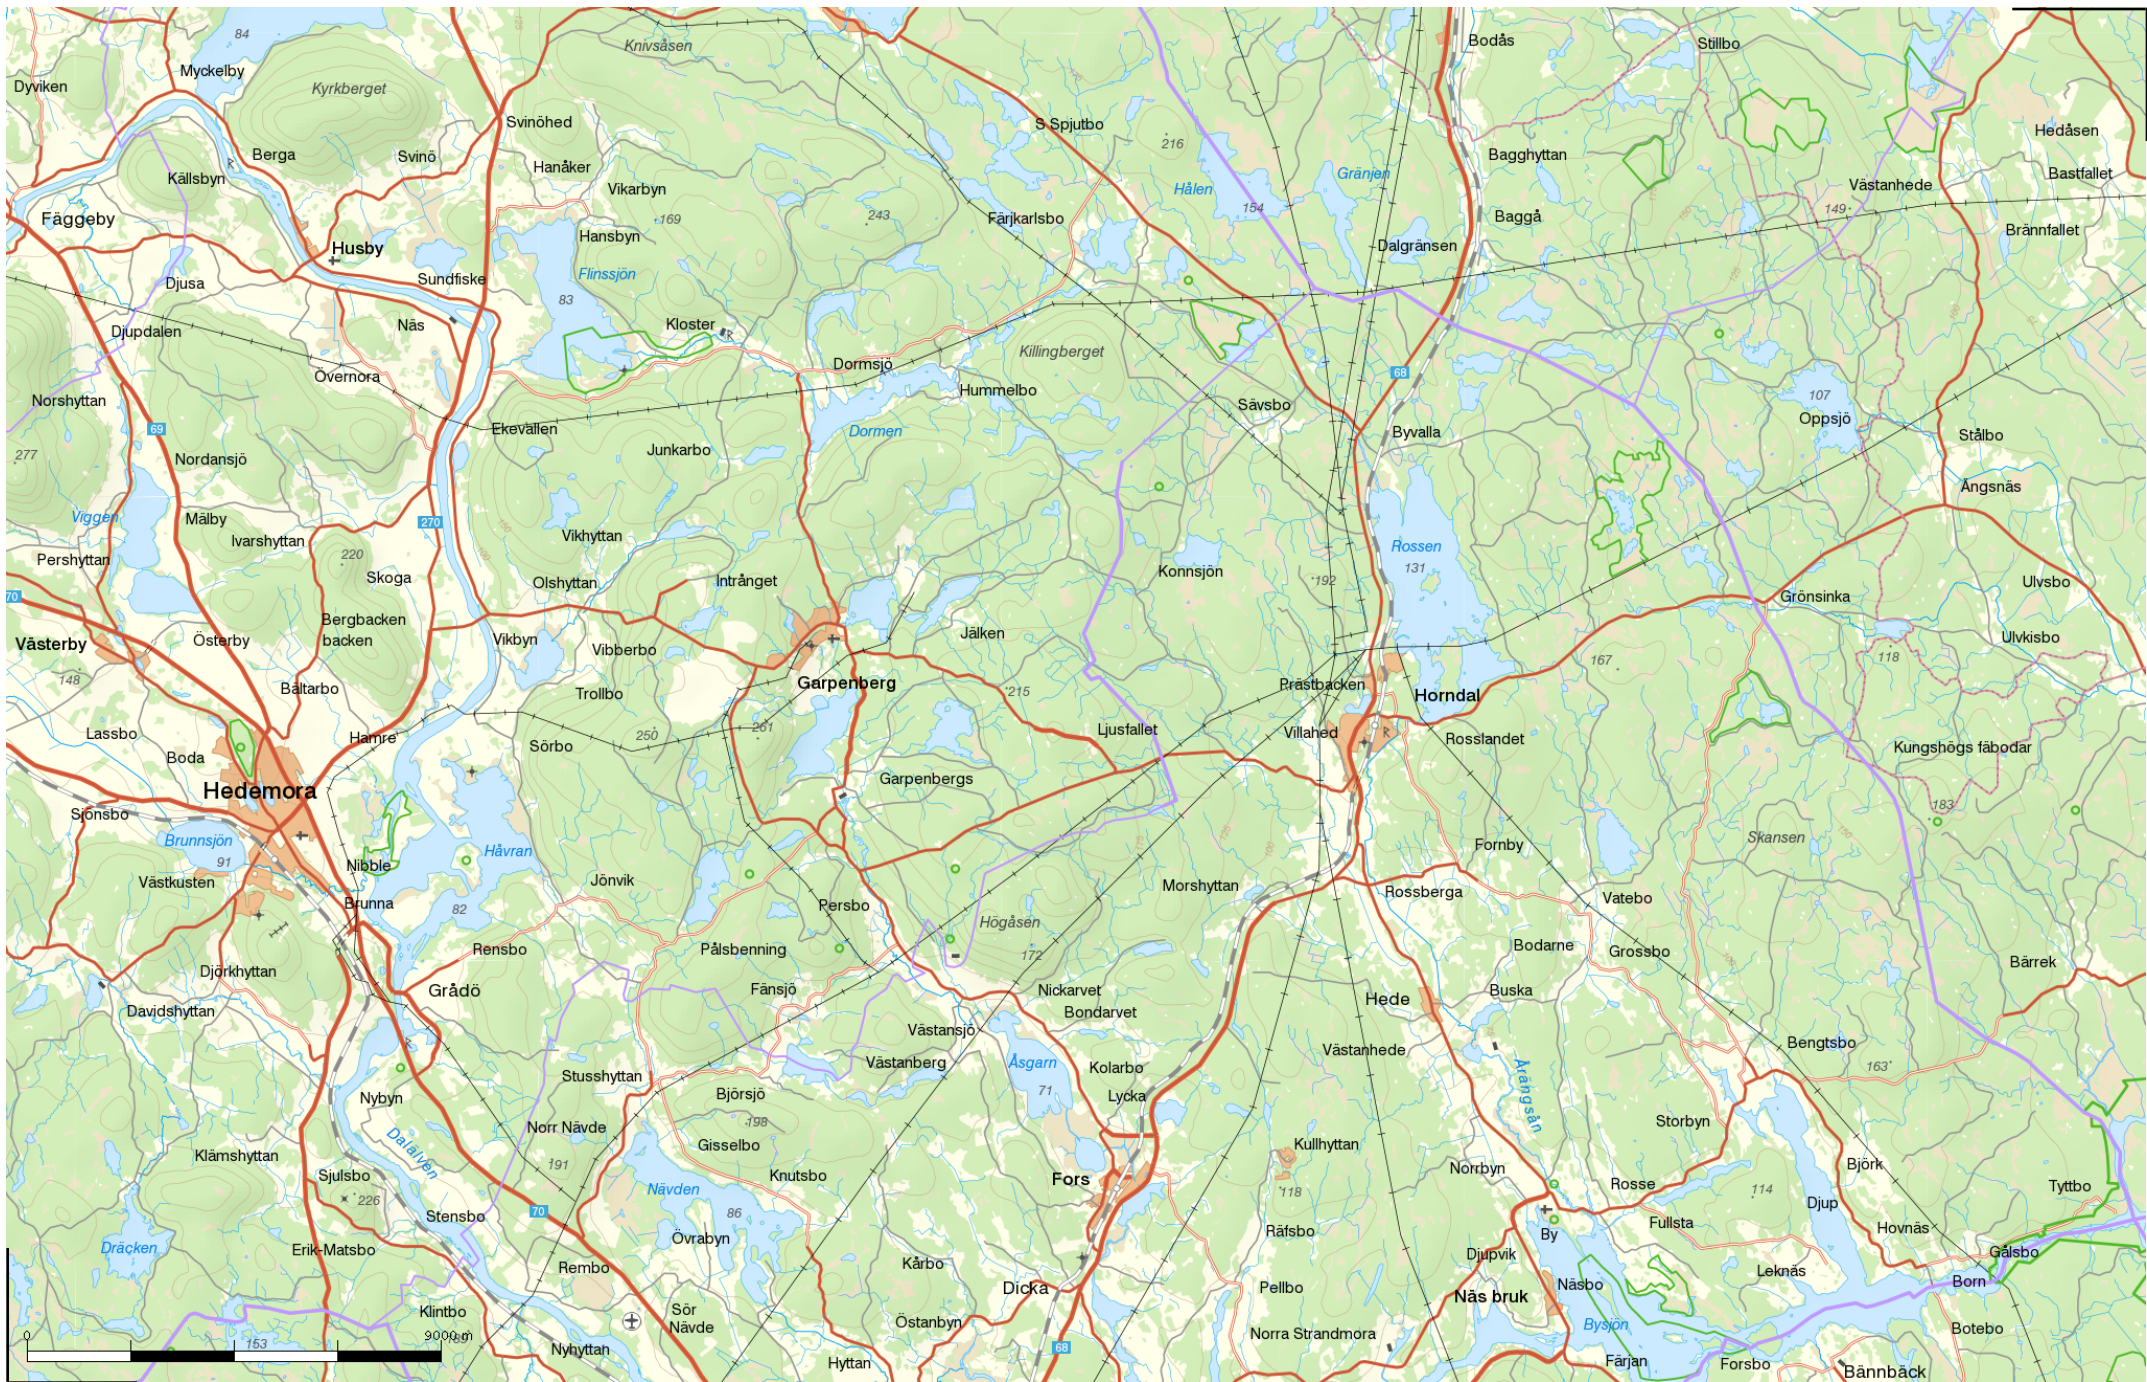 84
Knivsåsen
Bodås
Stillbo
Myckelby
Dyviken
Kyrkberget
Svinöhed
S Spjutbo
216
Hedåsen
Berga
Svinö
Hanåker
Bagghyttan
Källsbyn
Vikarbyn
Hålen
Gränjen
Västanhede
Bastfallet
Fäggeby
169
243
Färjkarlsbo
154
Baggå
149
Husby
Hansbyn
Dalgränsen
Brännfallet
Djusa
Sundfiske
Flinssjön
83
Djupdalen
Näs
Kloster
Dormsjö
Killingberget
Övernora
68
Norshyttan
Hummelbo
Sävsbo
107
Oppsjö
69
Ekevallen
Dormen
Byvalla
Stålbo
277
Nordansjö
Junkarbo
Ängsnäs
Viggen
Mälby
270
Ivarshyttan
Vikhyttan
Rossen
131
Pershyttan
220
Skoga
Olshyttan
Intrånget
Konnsjön
192
Ulvsbo
70
Grönsinka
Bergbacken
backen
Västerby
Österby
Vikbyn
Vibberbo
Jälken
Ulvkisbo
148
167
118
Båltarbo
Trollbo
Garpenberg
215
Prästbacken
Horndal
Lassbo
Hamre
Sörbo
250
261
Ljusfallet
Villahed
Rosslandet
Kungshögs fäbodar
Boda
Garpenbergs
Hedemora
Sjönsbo
183
Brunnsjön
91
Håvran
Skansen
Nibble
Fornby
Västkusten
Jönvik
Morshyttan
Rossberga
Vatebo
Brunna
82
Persbo
Högåsen
Rensbo
Pålsbenning
172
Bodarne
Grossbo
Djörkhyttan
Grådö
Fänsjö
Nickarvet
Hede
Buska
Bärrek
Davidshyttan
Bondarvet
Västansjö
Västanhede
Bengtsbo
Västanberg
Åsgarn
Kolarbo
163
Stusshyttan
Björsjö
71
Lycka
Årängsån
Nybyn
198
Norr Nävde
Storbyn
Dalälven
Gisselbo
Kullhyttan
Klämshyttan
191
Knutsbo
Norrbyn
Björk
Sjulsbo
226
Fors
118
Rosse
114
Tyttbo
Nävden
86
Djup
Stensbo
70
Räfsbo
Fullsta
Hovnäs
Dräcken
Erik-Matsbo
Övrabyn
By
Djupvik
Gålsbo
Rembo
Kårbo
Leknäs
Dicka
Pellbo
Näsbo
Born
Näs bruk
Klintbo
Sör
Nävde
Östanbyn
Bysjön
Botebo
0
9000 m
153
Norra Strandmora
Nyhyttan
68
Hyttan
Färjan
Forsbo
Bännbäck